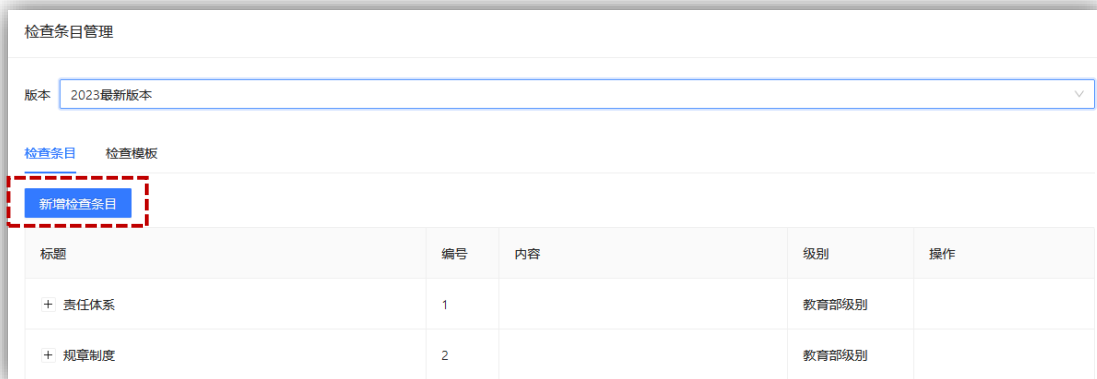 检查条目管理
版本 2023最新版本
检查条目 检查模板
新增检查条目
标题 编号 内容 级别 操作
责任体系 1 教育部级别
规章制度 2 教育部级别